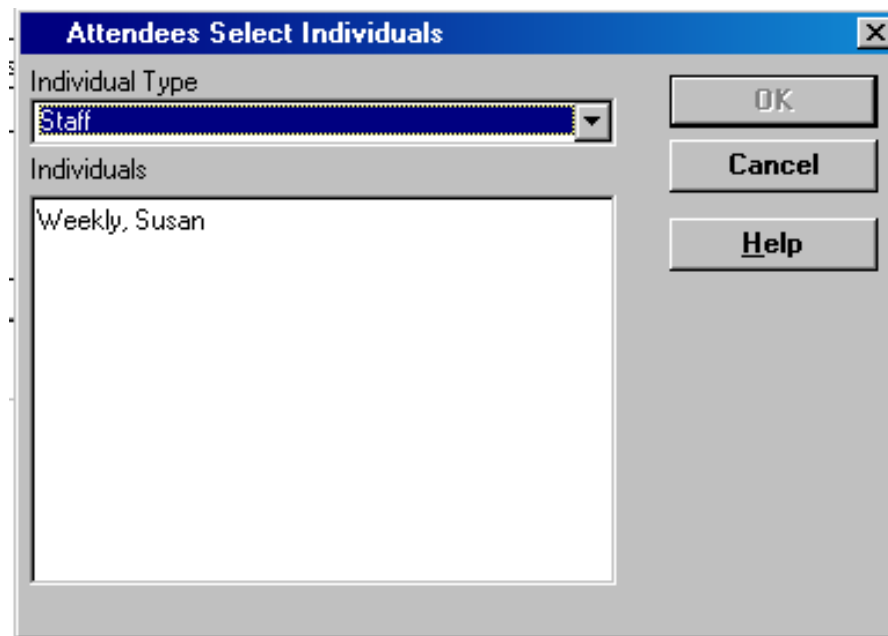 Attendees Select Individuals
Individual Type
Staff
OK
Cancel
Individuals
Weekly, Susan
Help